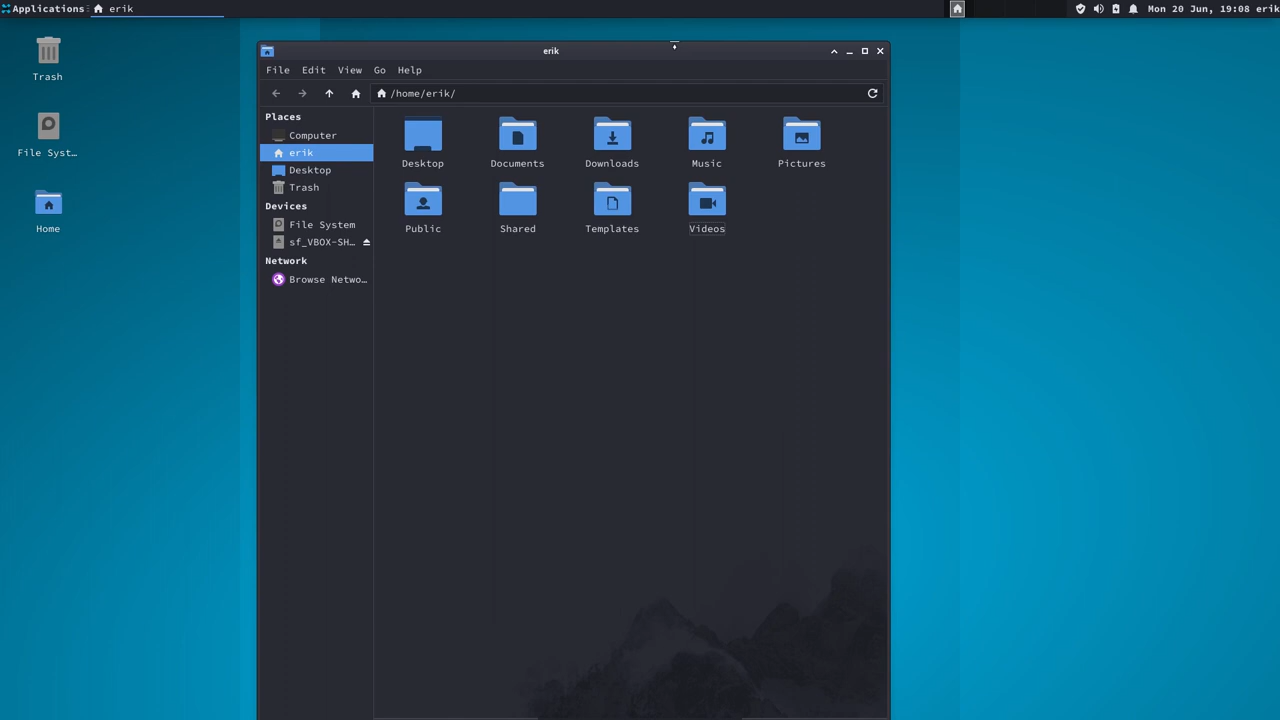 Applications
erik
Mon 20 Jun, 19:08
erik
Trash
File Syst…
Home
erik
File
Edit
View
Go
Help
/home/erik/
Places
Computer
erik
Desktop
Trash
Devices
File System
sf_VBOX-SH…
Network
Browse Netwo…
Desktop
Documents
Downloads
Music
Pictures
Public
Shared
Templates
Videos